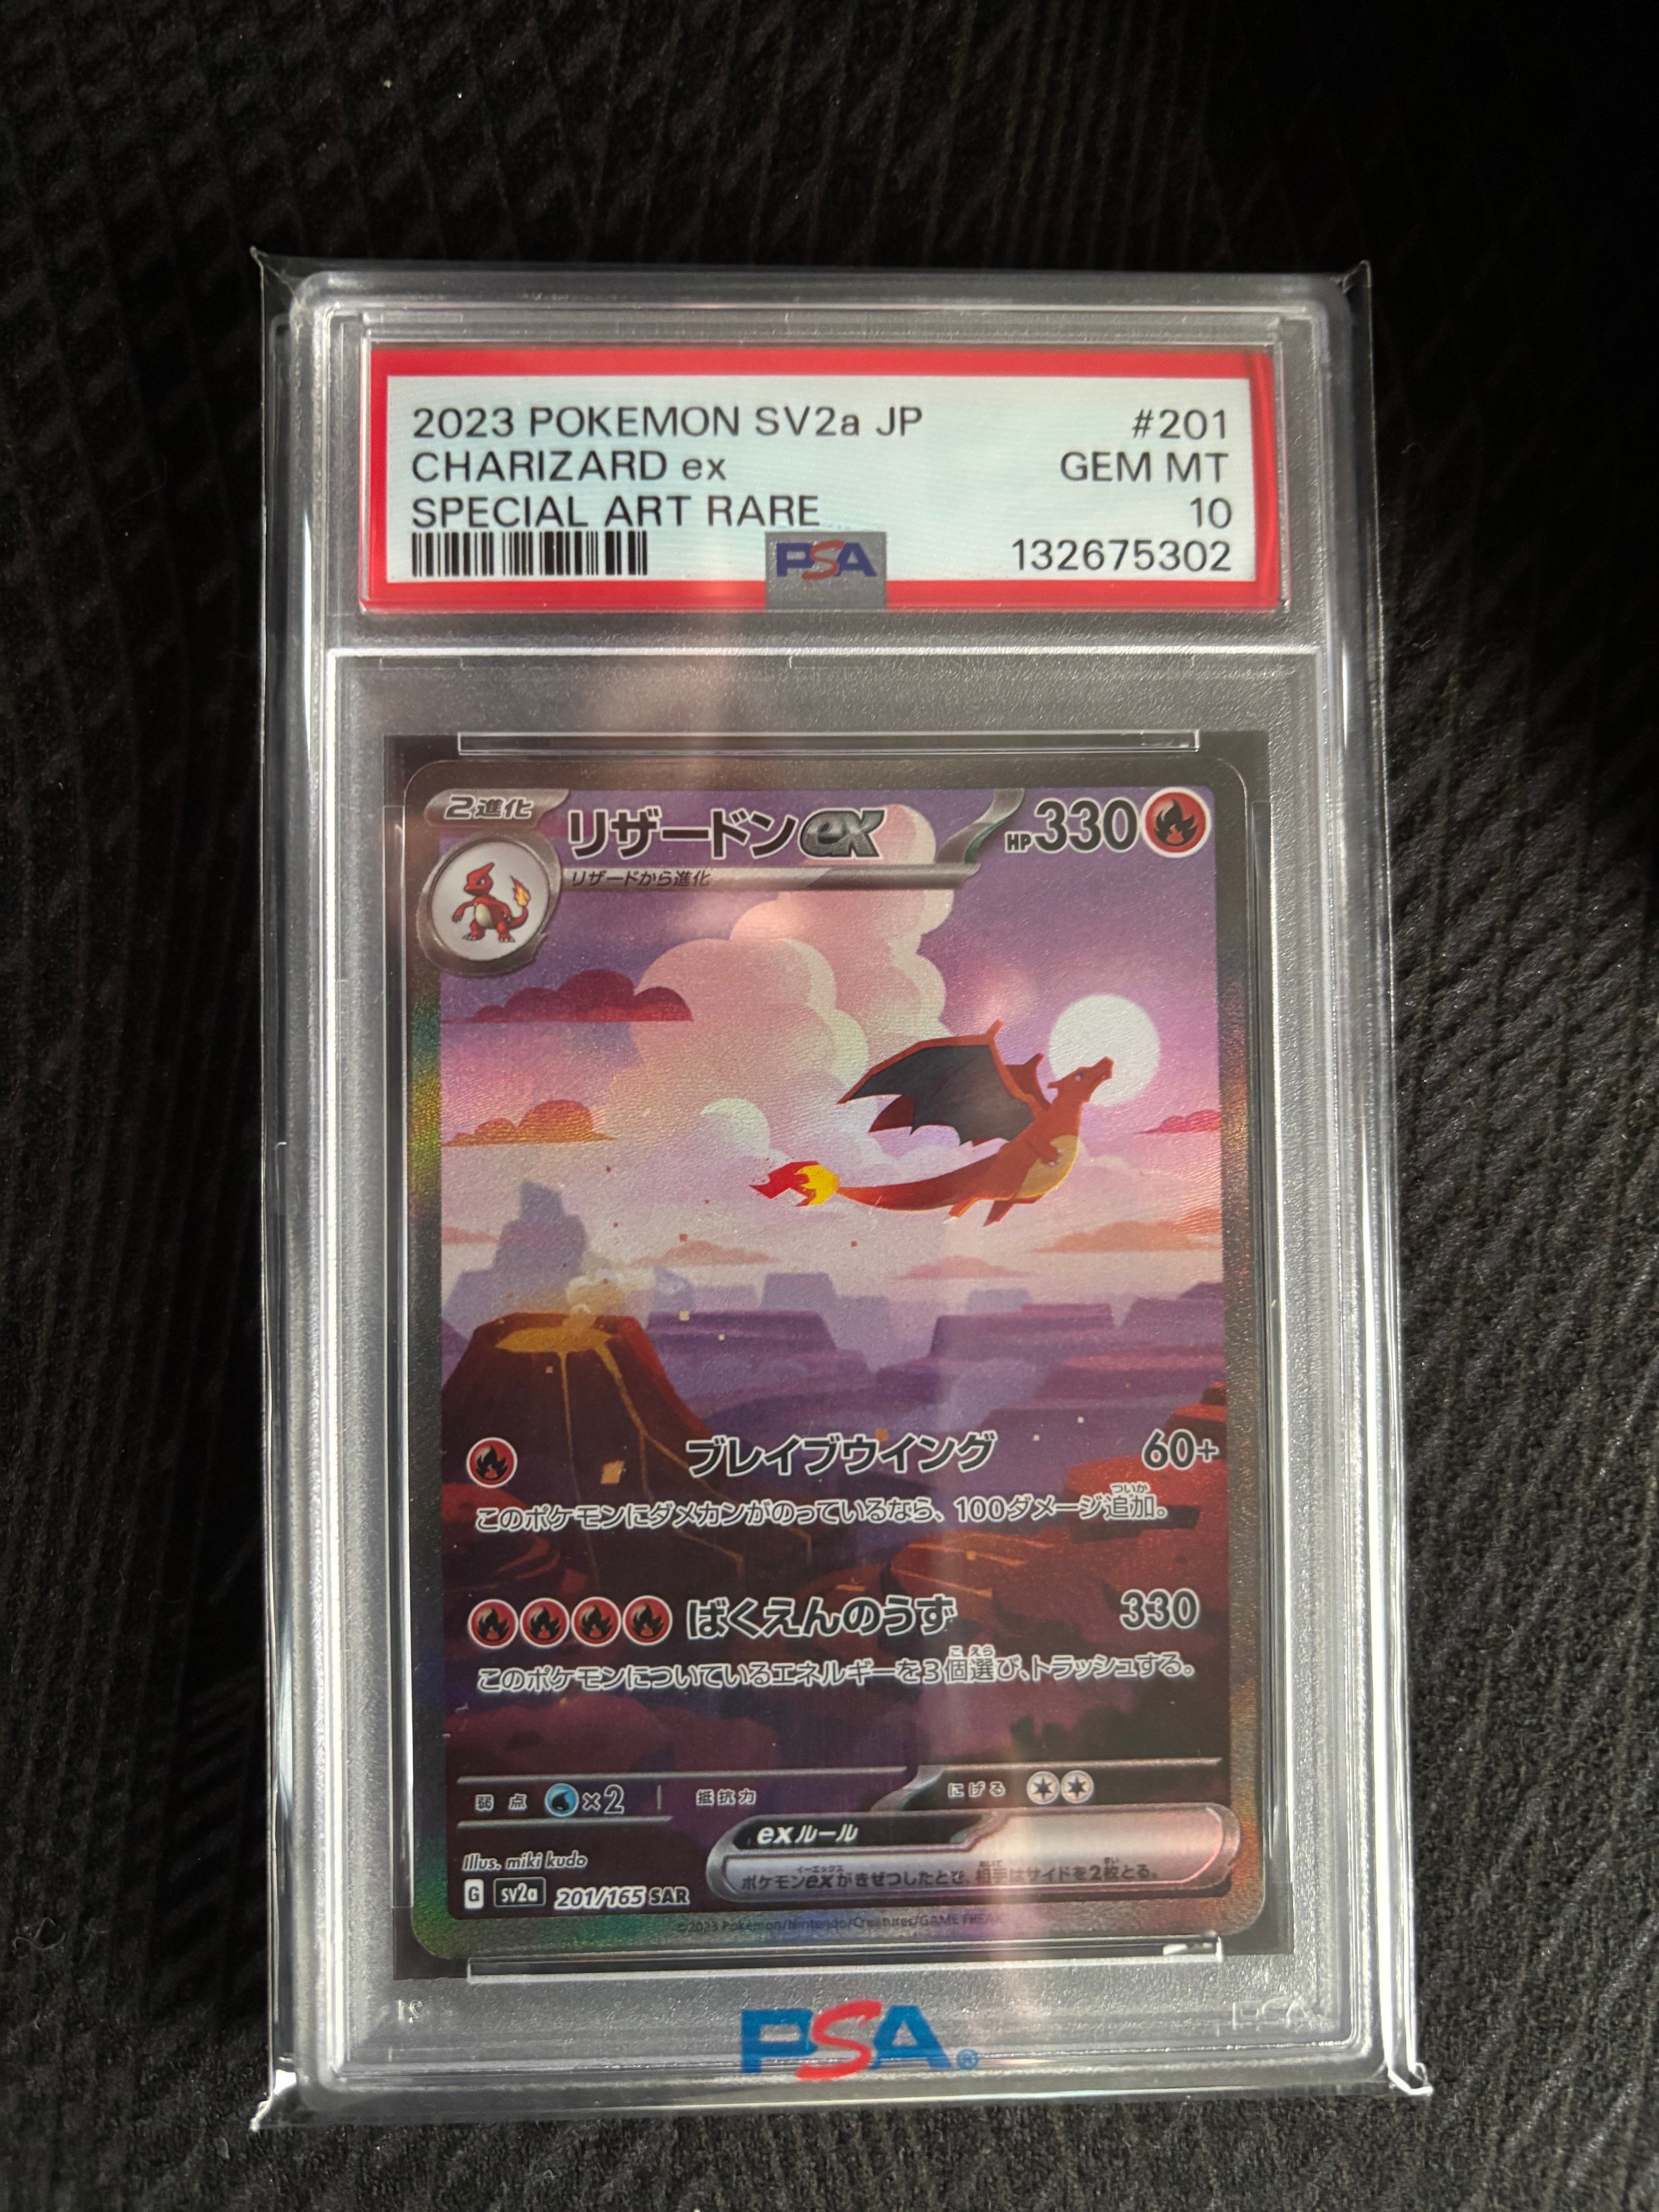 2023 POKEMON SV2a JP #201
CHARIZARD ex GEM MT
SPECIAL ART RARE 10
PSA 132675302
2進化 リザードンex HP330
リザードから進化
ブレイブウイング 60+
このポケモンにダメカンがのっているなら、100ダメージ追加。
ついか
ばくえんのうず 330
このポケモンについているエネルギーを3個選び、トラッシュする。
こ えら
弱点 ×2 抵抗力 にげる
exルール
ポケモンexがきぜつしたとき、相手はサイドを2枚とる。
イーエックス
Illus. miki kudo
G sv2a 201/165 SAR
©2023 Pokémon/Nintendo/Creatures/GAME FREAK
PSA
PSA®